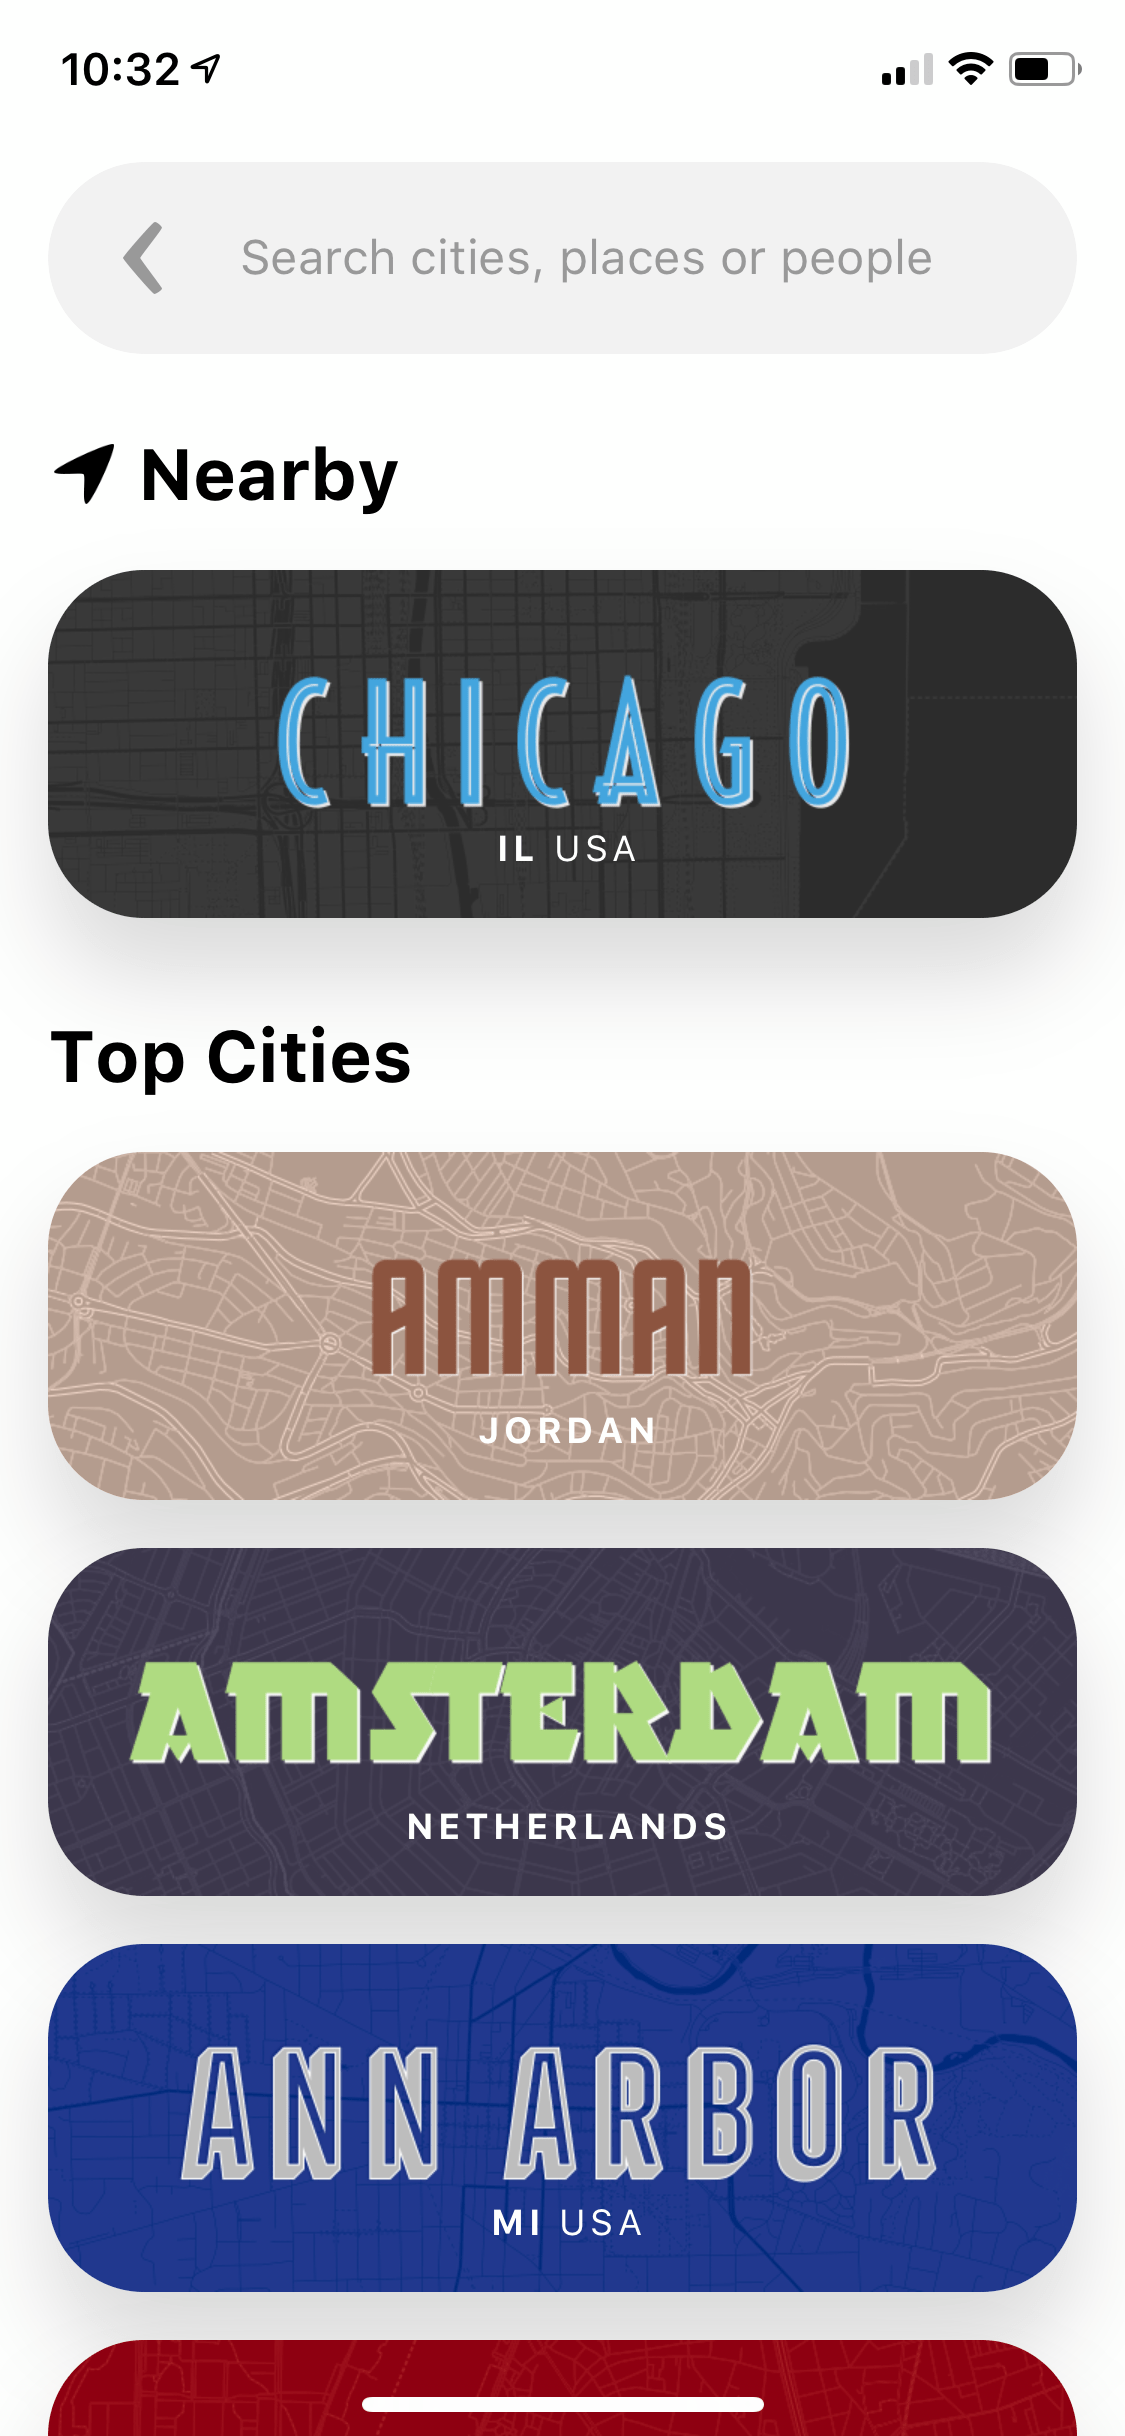 10:32
Search cities, places or people
Nearby
CHICAGO
IL USA
Top Cities
AMMAN
JORDAN
AMSTERDAM
NETHERLANDS
ANN ARBOR
MI USA